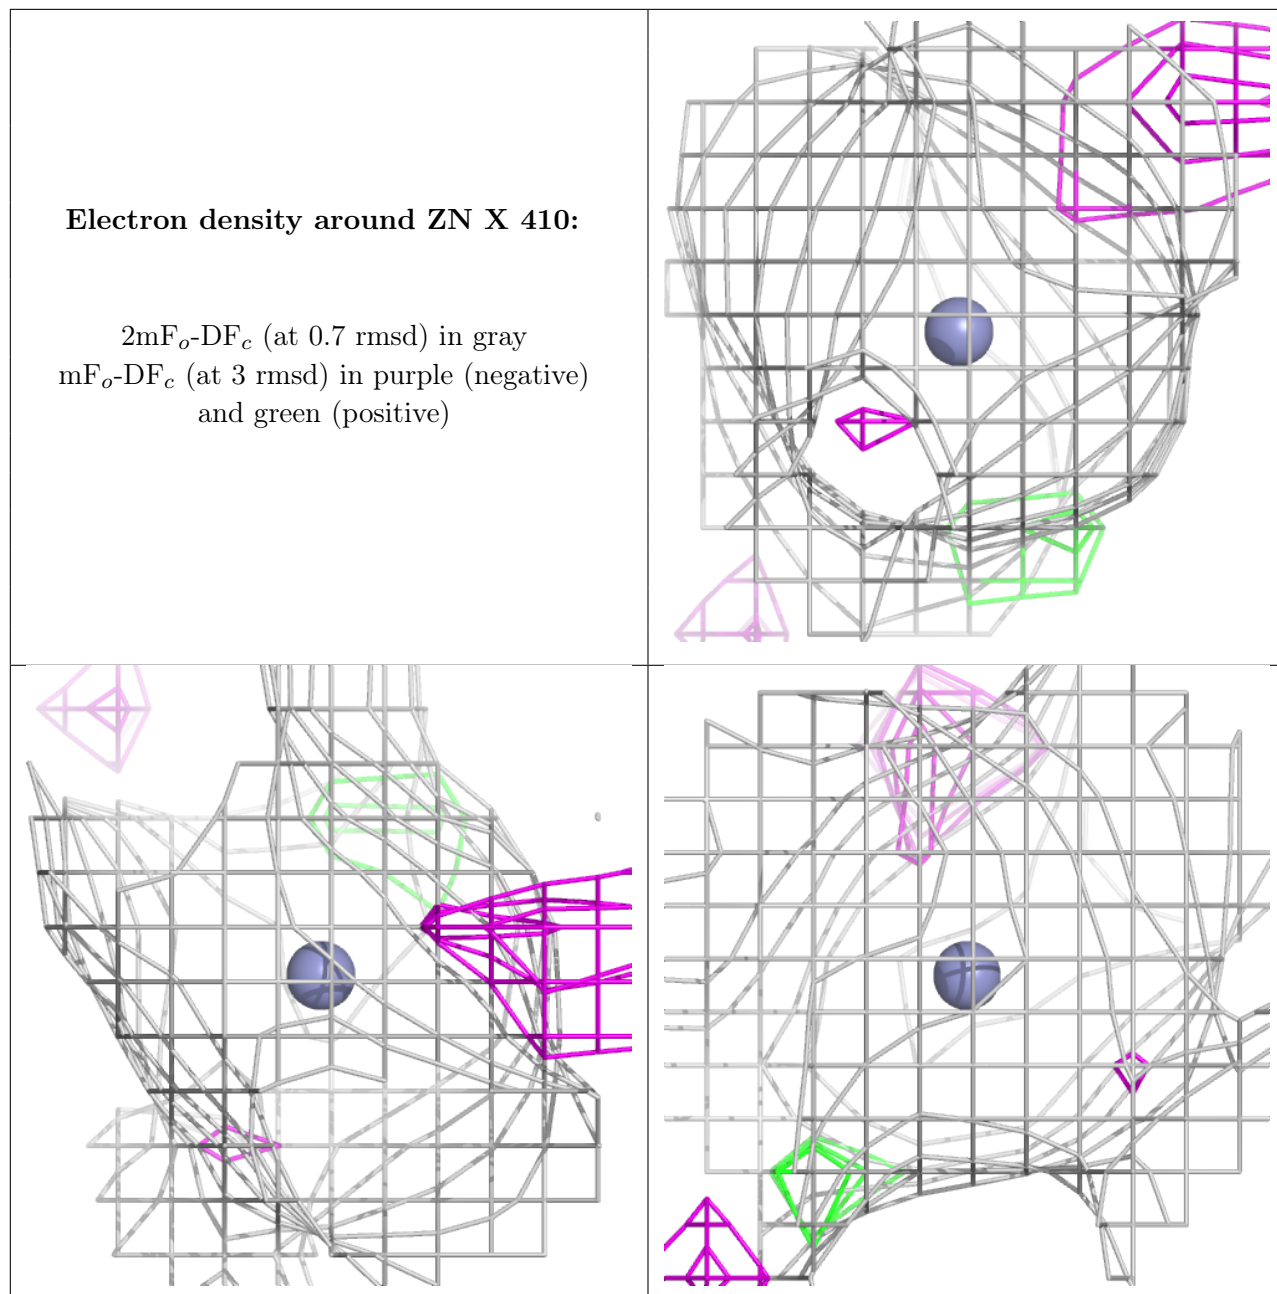 Electron density around ZN X 410:
2mFo-DFc (at 0.7 rmsd) in gray
mFo-DFc (at 3 rmsd) in purple (negative)
and green (positive)